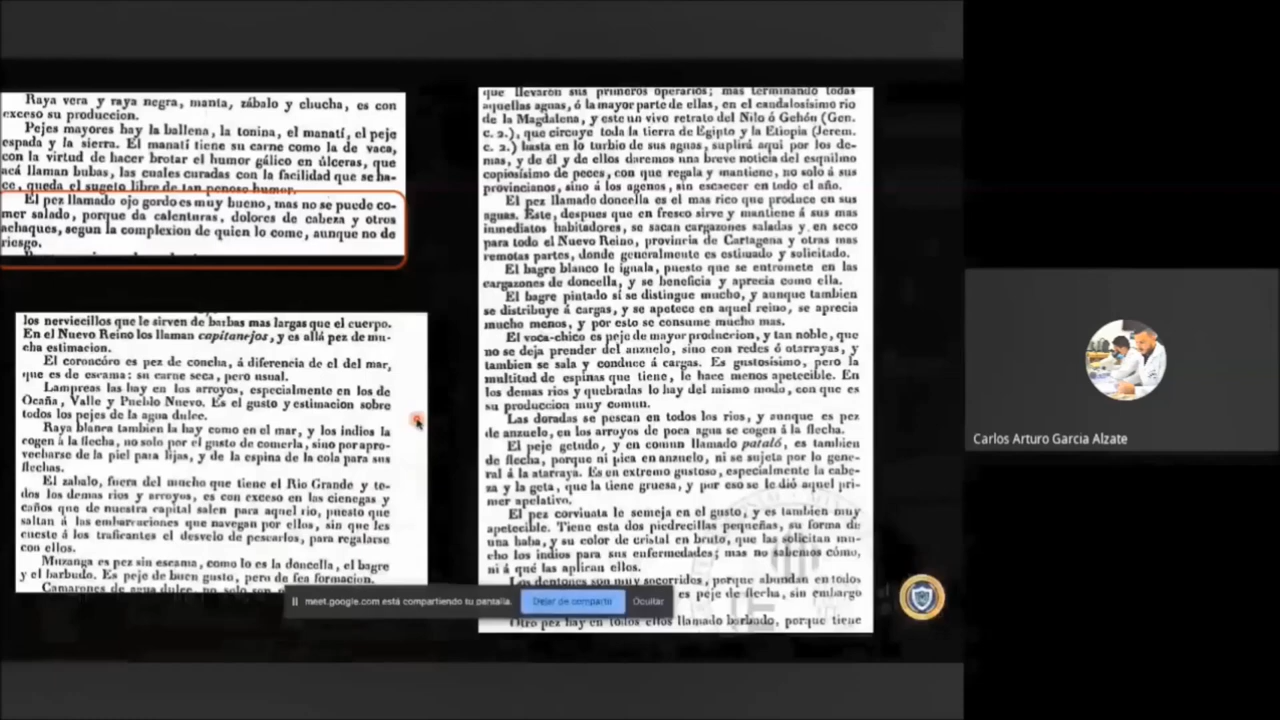 Raya vera y raya negra, manta, zábalo y chucha, es con
exceso su produccion.
Pejes mayores hay la ballena, la tonina, el manatí, el peje
espada y la sierra. El manatí tiene su carne como la de vaca,
con la virtud de hacer brotar el humor gálico en úlceras, que
acá llaman bubas, las cuales curadas con la facilidad que se ha-
ce, queda el sugeto libre de tan penoso humor.
El pez llamado ojo gordo es muy bueno, mas no se puede co-
mer salado, porque da calenturas, dolores de cabeza y otros
achaques, segun la complexion de quien lo come, aunque no de
riesgo.
los nerviecillos que le sirven de barbas mas largas que el cuerpo.
En el Nuevo Reino los llaman capitanejos, y es allá pez de mu-
cha estimacion.
El coroncóro es pez de concha, á diferencia de el del mar,
que es de escama; su carne seca, pero usual.
Lampreas las hay en los arroyos, especialmente en los de
Ocaña, Valle y Pueblo Nuevo. Es el gusto y estimacion sobre
todos los pejes de la agua dulce.
Raya blanca tambien la hay como en el mar, y los indios la
cogen á la flecha, no solo por el gusto de comerla, sino por apro-
vecharse de la piel para lijas, y de la espina de la cola para sus
flechas.
El zabalo, fuera del mucho que tiene el Rio Grande y to-
dos los demas rios y arroyos, es con exceso en las cienegas y
caños que de nuestra capital salen para aquel rio, puesto que
saltan á las embarcaciones que navegan por ellos, sin que les
cueste á los traficantes el desvelo de pescarlos, para regalarse
con ellos.
Muzanga es pez sin escama, como lo es la doncella, el bagre
y el barbudo. Es peje de buen gusto, pero de fea formacion.
Camarones de agua dulce, no solo son
que llevaron sus primeros operarios; mas terminando todas
aquellas aguas, ó la mayor parte de ellas, en el caudalosísimo rio
de la Magdalena, y este un vivo retrato del Nilo ó Gehón (Gen.
c. 2.), que circuye toda la tierra de Egipto y la Etiopia (Jerem.
c. 2.) hasta en lo turbio de sus aguas, suplirá aqui por los de-
mas, y de él y de ellos daremos una breve noticia del esquilmo
copiosísimo de peces, con que regala y mantiene, no solo á sus
provincianos, sino á los agenos, sin escaecer en todo el año.
El pez llamado doncella es el mas rico que produce en sus
aguas. Este, despues que en fresco sirve y mantiene á sus mas
inmediatos habitadores, se sacan cargazones saladas y en seco
para todo el Nuevo Reino, provincia de Cartagena y otras mas
remotas partes, donde generalmente es estimado y solicitado.
El bagre blanco le iguala, puesto que se entromete en las
cargazones de doncella, y se beneficia y aprecia como ella.
El bagre pintado sí se distingue mucho, y aunque tambien
se distribuye á cargas, y se apetece en aquel reino, se aprecia
mucho menos, y por esto se consume mucho mas.
El voca-chico es peje de mayor produccion, y tan noble, que
no se deja prender del anzuelo, sino con redes ó atarrayas, y
tambien se sala y conduce á cargas. Es gustosísimo, pero la
multitud de espinas que tiene, le hace menos apetecible. En
los demas rios y quebradas lo hay del mismo modo, con que es
su produccion muy comun.
Las doradas se pescan en todos los rios, y aunque es pez
de anzuelo, en los arroyos de poca agua se cogen á la flecha.
El peje getudo, y en comun llamado pataló, es tambien
de flecha, porque ni pica en anzuelo, ni se sujeta por lo gene-
ral á la atarraya. Es en extremo gustoso, especialmente la cabe-
za y la geta, que la tiene gruesa, y por eso se le dió aquel pri-
mer apelativo.
El pez corvinata le semeja en el gusto, y es tambien muy
apetecible. Tiene esta dos piedrecillas pequeñas, su forma de
una haba, y su color de cristal en bruto, que las solicitan mu-
cho los indios para sus enfermedades; mas no sabemos cómo,
ni á qué las aplican ellos.
Los dentones son muy socorridos, porque abundan en todos
es peje de flecha, sin embargo
Otro pez hay en todos ellos llamado barbado, porque tiene
meet.google.com está compartiendo tu pantalla.
Dejar de compartir
Ocultar
Carlos Arturo Garcia Alzate